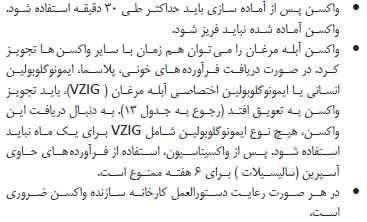 • واکسن پس از آماده سازی باید حداکثر طی ۳۰ دقیقه استفاده شود.
واکسن آماده شده نباید فریز شود.
• واکسن آبله مرغان را می توان هم زمان با سایر واکسن ها تجویز
کرد. در صورت دریافت فرآورده های خونی، پلاسما، ایمونوگلوبولین
انسانی یا ایمونوگلوبولین اختصاصی آبله مرغان ( VZIG)، باید تجویز
واکسن به تعویق افتد (رجوع به جدول ۱۳). به دنبال دریافت این
واکسن، هیچ نوع ایمونوگلوبولین شامل VZIG برای یک ماه نباید
استفاده شود. پس از واکسیناسیون، استفاده از فرآورده‌های حاوی
آسپرین (سالیسیلات ) برای ۶ هفته ممنوع است.
• در هر صورت رعایت دستورالعمل کارخانه سازنده واکسن ضروری
است.